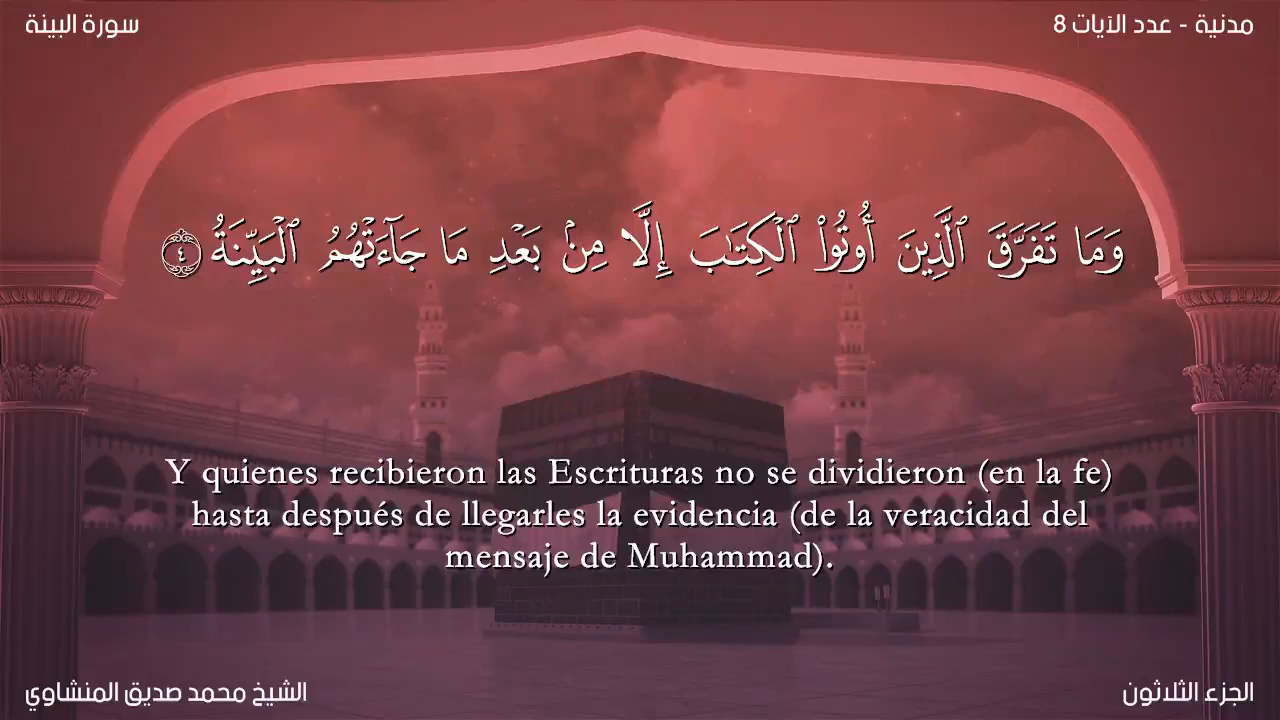 سورة البينة
مدنية - عدد الآيات 8
وَمَا تَفَرَّقَ ٱلَّذِينَ أُوتُوا۟ ٱلْكِتَـٰبَ إِلَّا مِنۢ بَعْدِ مَا جَآءَتْهُمُ ٱلْبَيِّنَةُ ٤
Y quienes recibieron las Escrituras no se dividieron (en la fe)
hasta después de llegarles la evidencia (de la veracidad del
mensaje de Muhammad).
الشيخ محمد صديق المنشاوي
الجزء الثلاثون